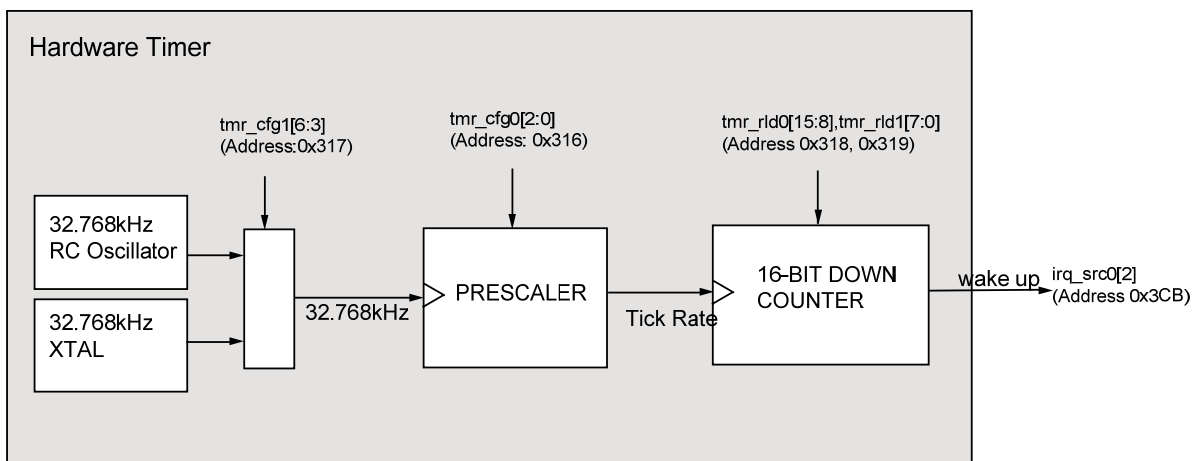 Hardware Timer
tmr_cfg1[6:3]
(Address:0x317)
tmr_cfg0[2:0]
(Address: 0x316)
tmr_rld0[15:8],tmr_rld1[7:0]
(Address 0x318, 0x319)
32.768kHz
RC Oscillator
32.768kHz
XTAL
32.768kHz
PRESCALER
Tick Rate
16-BIT DOWN
COUNTER
wake up
irq_src0[2]
(Address 0x3CB)